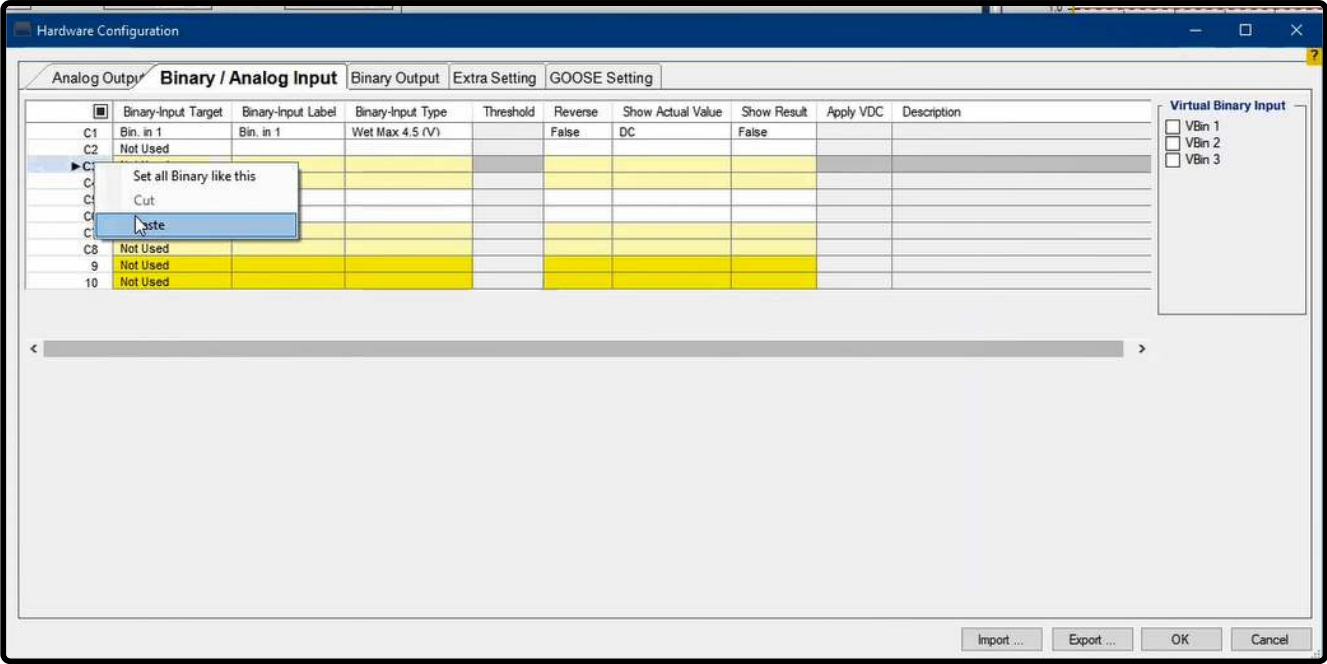 Hardware Configuration
?
Analog Output Binary / Analog Input Binary Output Extra Setting GOOSE Setting
Binary-Input Target Binary-Input Label Binary-Input Type Threshold Reverse Show Actual Value Show Result Apply VDC Description
C1 Bin. in 1 Bin. in 1 Wet Max 4.5 (V) False DC False
C2 Not Used
Set all Binary like this
Cut
Paste
C8 Not Used
9 Not Used
10 Not Used
Virtual Binary Input
VBin 1
VBin 2
VBin 3
Import ... Export ... OK Cancel